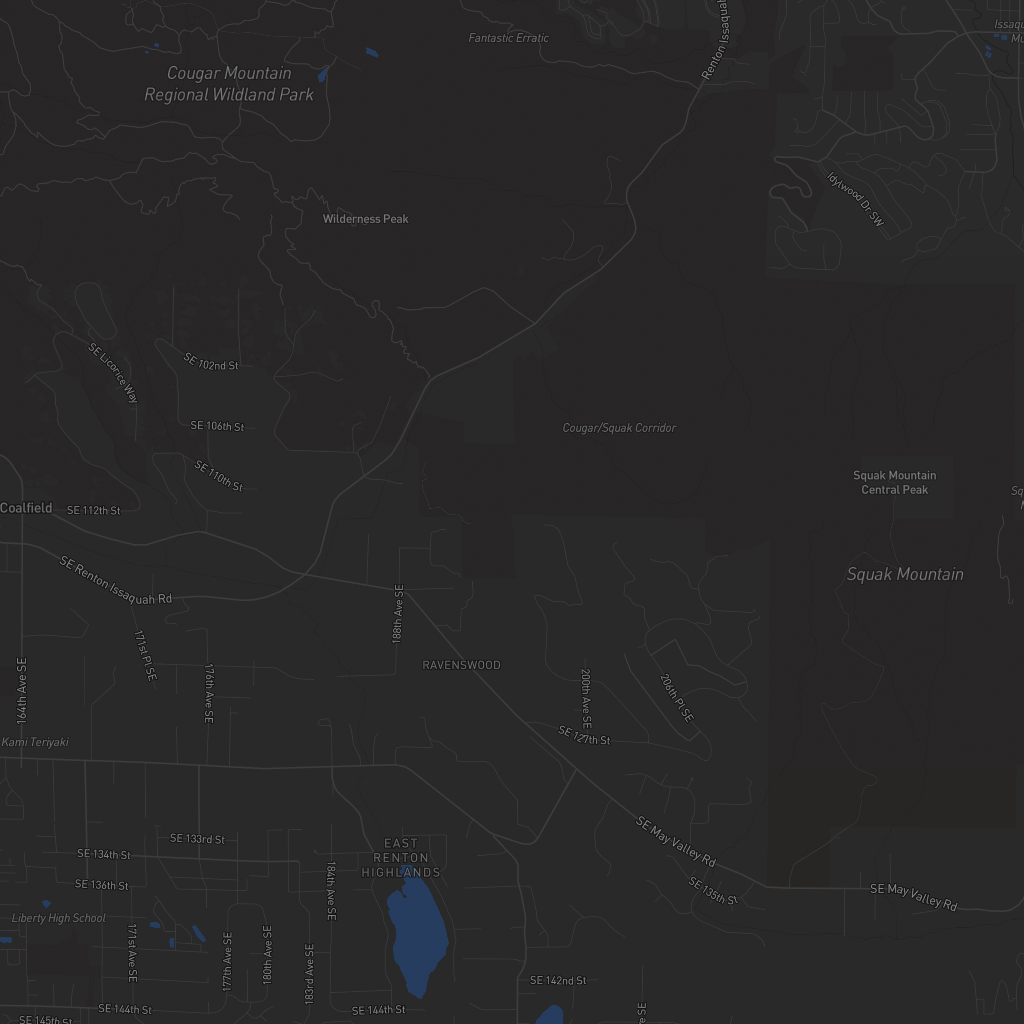 Renton Issaquah
Issaquah
Fantastic Erratic
Cougar Mountain
Regional Wildland Park
Idylwood Dr SW
Wilderness Peak
SE Licorice Way
SE 102nd St
SE 106th St
Cougar/Squak Corridor
SE 110th St
Squak Mountain
Central Peak
Coalfield
SE 112th St
SE Renton Issaquah Rd
Squak Mountain
188th Ave SE
171st Pl SE
RAVENSWOOD
164th Ave SE
176th Ave SE
200th Ave SE
206th Pl SE
Kami Teriyaki
SE 127th St
SE May Valley Rd
SE 133rd St
SE 134th St
EAST
RENTON
HIGHLANDS
SE 136th St
184th Ave SE
SE 135th St
SE May Valley Rd
Liberty High School
171st Ave SE
177th Ave SE
180th Ave SE
183rd Ave SE
SE 142nd St
SE 144th St
SE 144th St
SE 145th St